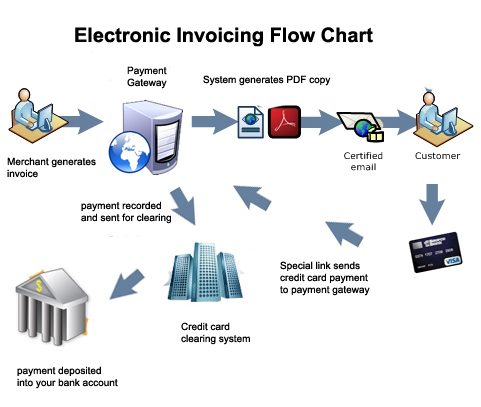 Electronic Invoicing Flow Chart
Payment
Gateway
System generates PDF copy
Merchant generates
invoice
Certified
email
Customer
payment recorded
and sent for clearing
Special link sends
credit card payment
to payment gateway
VISA
Credit card
clearing system
$
payment deposited
into your bank account